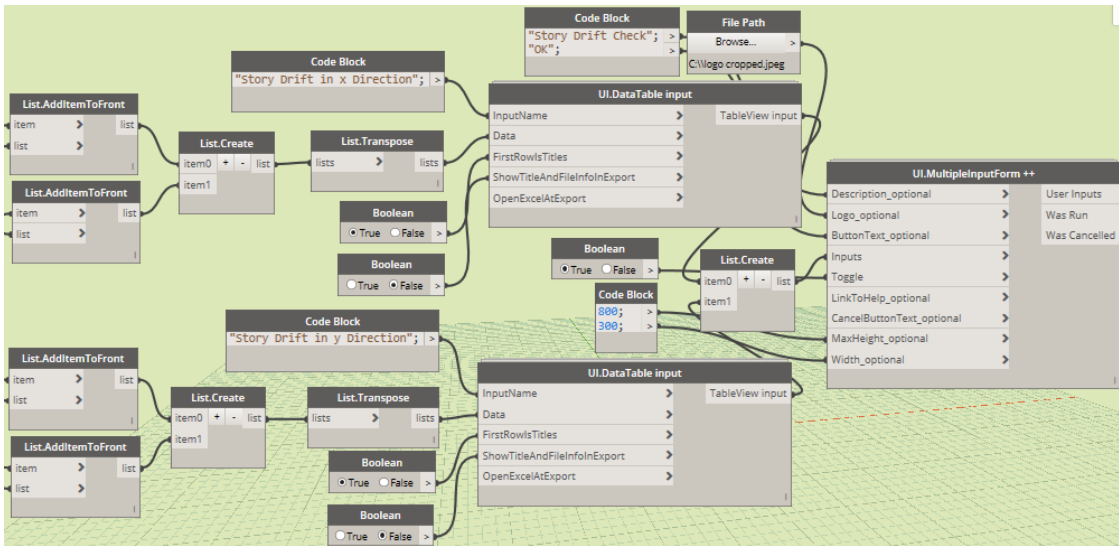 Code Block
"Story Drift Check"; >
"OK"; >
File Path
Browse... >
C:\\logo cropped.jpeg
Code Block
"Story Drift in x Direction"; >
List.AddItemToFront
item > list
list >
List.AddItemToFront
item > list
list >
List.Create
item0 + - list
item1
List.Transpose
lists > lists
UI.DataTable input
InputName > TableView input
Data >
FirstRowIsTitles >
ShowTitleAndFileInfoInExport >
OpenExcelAtExport >
Boolean
True False >
Boolean
True False >
Boolean
True False >
List.Create
item0 + - list
item1
Code Block
800; >
300; >
UI.MultipleInputForm ++
Description_optional > User Inputs
Logo_optional > Was Run
ButtonText_optional > Was Cancelled
Inputs >
Toggle >
LinkToHelp_optional >
CancelButtonText_optional >
MaxHeight_optional >
Width_optional >
Code Block
"Story Drift in y Direction"; >
List.AddItemToFront
item > list
list >
List.AddItemToFront
item > list
list >
List.Create
item0 + - list
item1
List.Transpose
lists > lists
UI.DataTable input
InputName > TableView input
Data >
FirstRowIsTitles >
ShowTitleAndFileInfoInExport >
OpenExcelAtExport >
Boolean
True False >
Boolean
True False >